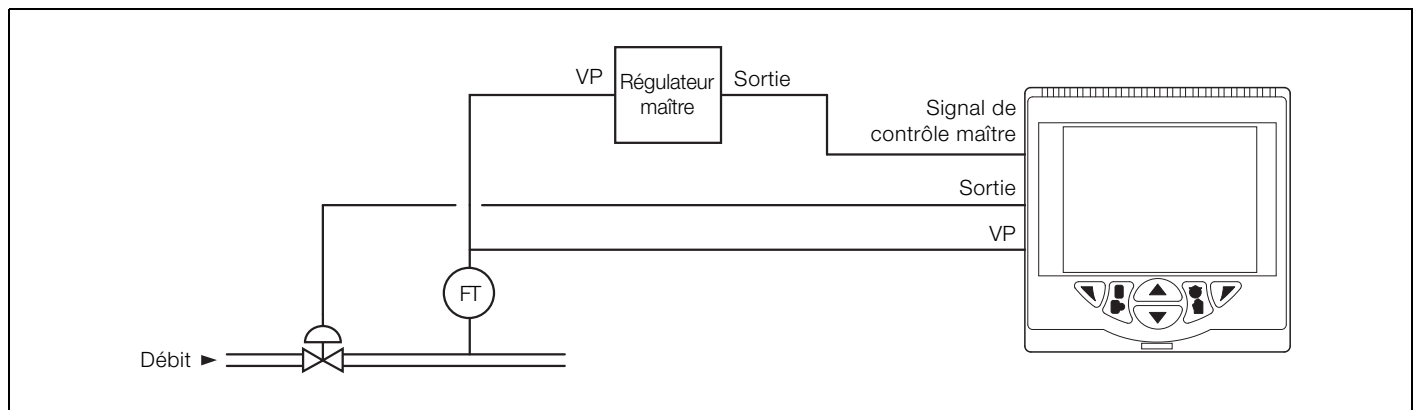 VP
Régulateur
maître
Sortie
Signal de
contrôle maître
Sortie
VP
FT
Débit ►